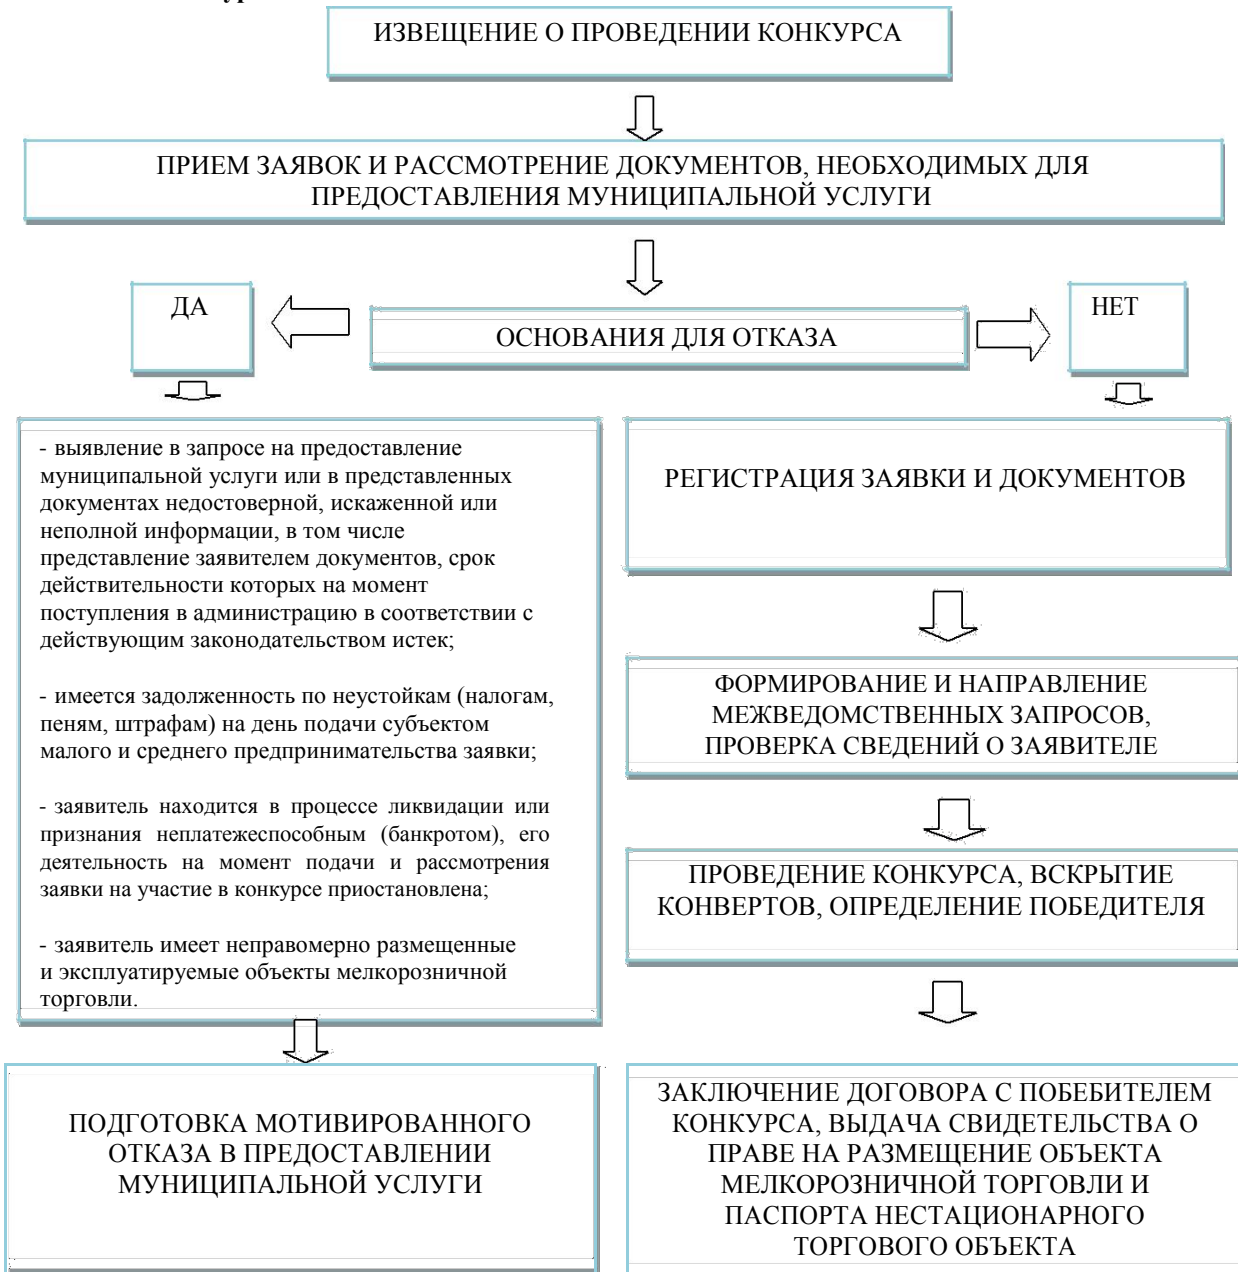 ИЗВЕЩЕНИЕ О ПРОВЕДЕНИИ КОНКУРСА
ПРИЕМ ЗАЯВОК И РАССМОТРЕНИЕ ДОКУМЕНТОВ, НЕОБХОДИМЫХ ДЛЯ
ПРЕДОСТАВЛЕНИЯ МУНИЦИПАЛЬНОЙ УСЛУГИ
ДА
ОСНОВАНИЯ ДЛЯ ОТКАЗА
НЕТ
- выявление в запросе на предоставление
муниципальной услуги или в представленных
документах недостоверной, искаженной или
неполной информации, в том числе
представление заявителем документов, срок
действительности которых на момент
поступления в администрацию в соответствии с
действующим законодательством истек;
- имеется задолженность по неустойкам (налогам,
пеням, штрафам) на день подачи субъектом
малого и среднего предпринимательства заявки;
- заявитель находится в процессе ликвидации или
признания неплатежеспособным (банкротом), его
деятельность на момент подачи и рассмотрения
заявки на участие в конкурсе приостановлена;
- заявитель имеет неправомерно размещенные
и эксплуатируемые объекты мелкорозничной
торговли.
ПОДГОТОВКА МОТИВИРОВАННОГО
ОТКАЗА В ПРЕДОСТАВЛЕНИИ
МУНИЦИПАЛЬНОЙ УСЛУГИ
РЕГИСТРАЦИЯ ЗАЯВКИ И ДОКУМЕНТОВ
ФОРМИРОВАНИЕ И НАПРАВЛЕНИЕ
МЕЖВЕДОМСТВЕННЫХ ЗАПРОСОВ,
ПРОВЕРКА СВЕДЕНИЙ О ЗАЯВИТЕЛЕ
ПРОВЕДЕНИЕ КОНКУРСА, ВСКРЫТИЕ
КОНВЕРТОВ, ОПРЕДЕЛЕНИЕ ПОБЕДИТЕЛЯ
ЗАКЛЮЧЕНИЕ ДОГОВОРА С ПОБЕБИТЕЛЕМ
КОНКУРСА, ВЫДАЧА СВИДЕТЕЛЬСТВА О
ПРАВЕ НА РАЗМЕЩЕНИЕ ОБЪЕКТА
МЕЛКОРОЗНИЧНОЙ ТОРГОВЛИ И
ПАСПОРТА НЕСТАЦИОНАРНОГО
ТОРГОВОГО ОБЪЕКТА